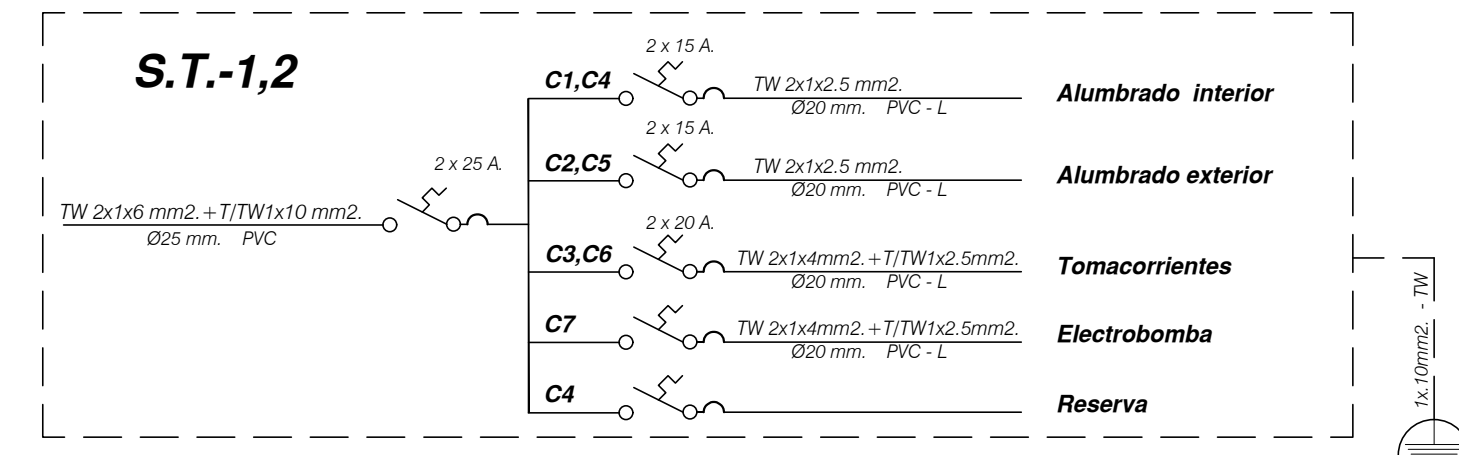 S.T.-1,2
TW 2x1x6 mm2.+T/TW1x10 mm2.
Ø25 mm. PVC
2 x 25 A.
C1,C4
2 x 15 A.
TW 2x1x2.5 mm2.
Ø20 mm. PVC - L
Alumbrado interior
C2,C5
2 x 15 A.
TW 2x1x2.5 mm2.
Ø20 mm. PVC - L
Alumbrado exterior
C3,C6
2 x 20 A.
TW 2x1x4mm2.+T/TW1x2.5mm2.
Ø20 mm. PVC - L
Tomacorrientes
C7
TW 2x1x4mm2.+T/TW1x2.5mm2.
Ø20 mm. PVC - L
Electrobomba
C4
Reserva
1x.10mm2. - TW